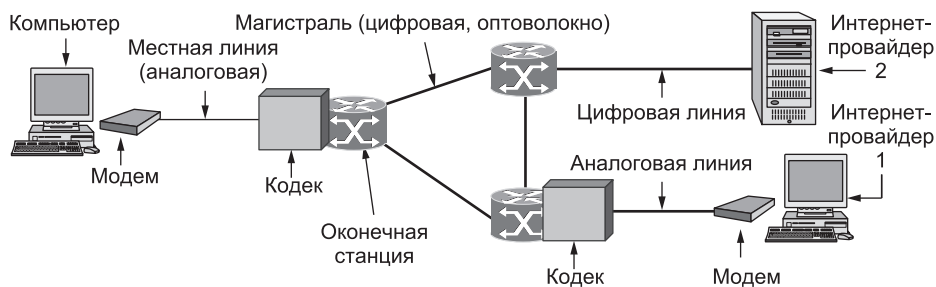 Компьютер
Местная линия
(аналоговая)
Модем
Магистраль (цифровая, оптоволокно)
Кодек
Оконечная
станция
Цифровая линия
Интернет-
провайдер
2
Интернет-
провайдер
1
Аналоговая линия
Кодек
Модем